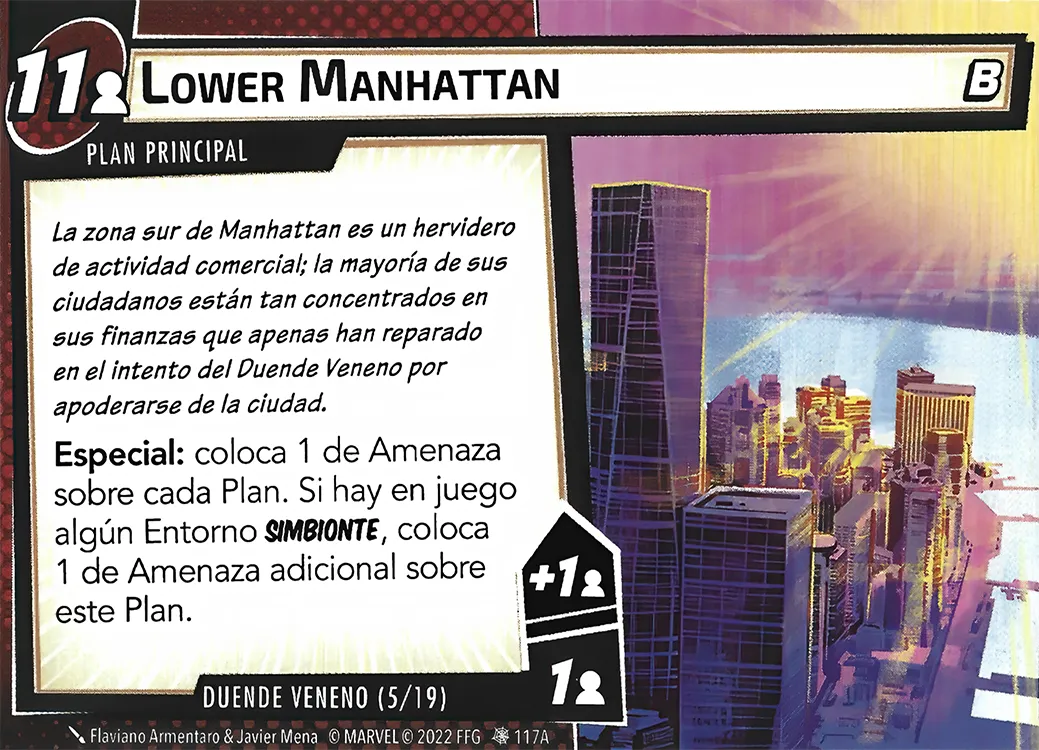 11 LOWER MANHATTAN B
PLAN PRINCIPAL
La zona sur de Manhattan es un hervidero
de actividad comercial; la mayoría de sus
ciudadanos están tan concentrados en
sus finanzas que apenas han reparado
en el intento del Duende Veneno por
apoderarse de la ciudad.
Especial: coloca 1 de Amenaza
sobre cada Plan. Si hay en juego
algún Entorno SIMBIONTE, coloca
1 de Amenaza adicional sobre
este Plan.
+1
1
DUENDE VENENO (5/19)
Flaviano Armentaro & Javier Mena © MARVEL © 2022 FFG 117A